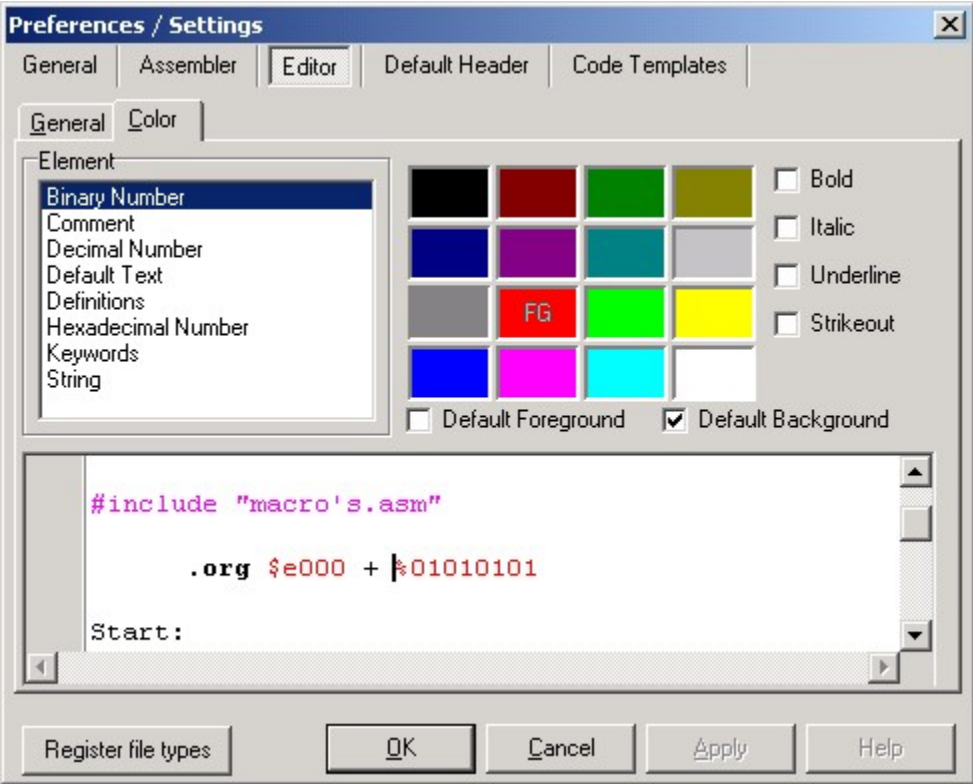 Preferences / Settings
General Assembler Editor Default Header Code Templates
General Color
Element
Binary Number
Comment
Decimal Number
Default Text
Definitions
Hexadecimal Number
Keywords
String
FG
Bold
Italic
Underline
Strikeout
Default Foreground Default Background
#include "macro's.asm"
.org $e000 + %01010101
Start:
Register file types OK Cancel Apply Help